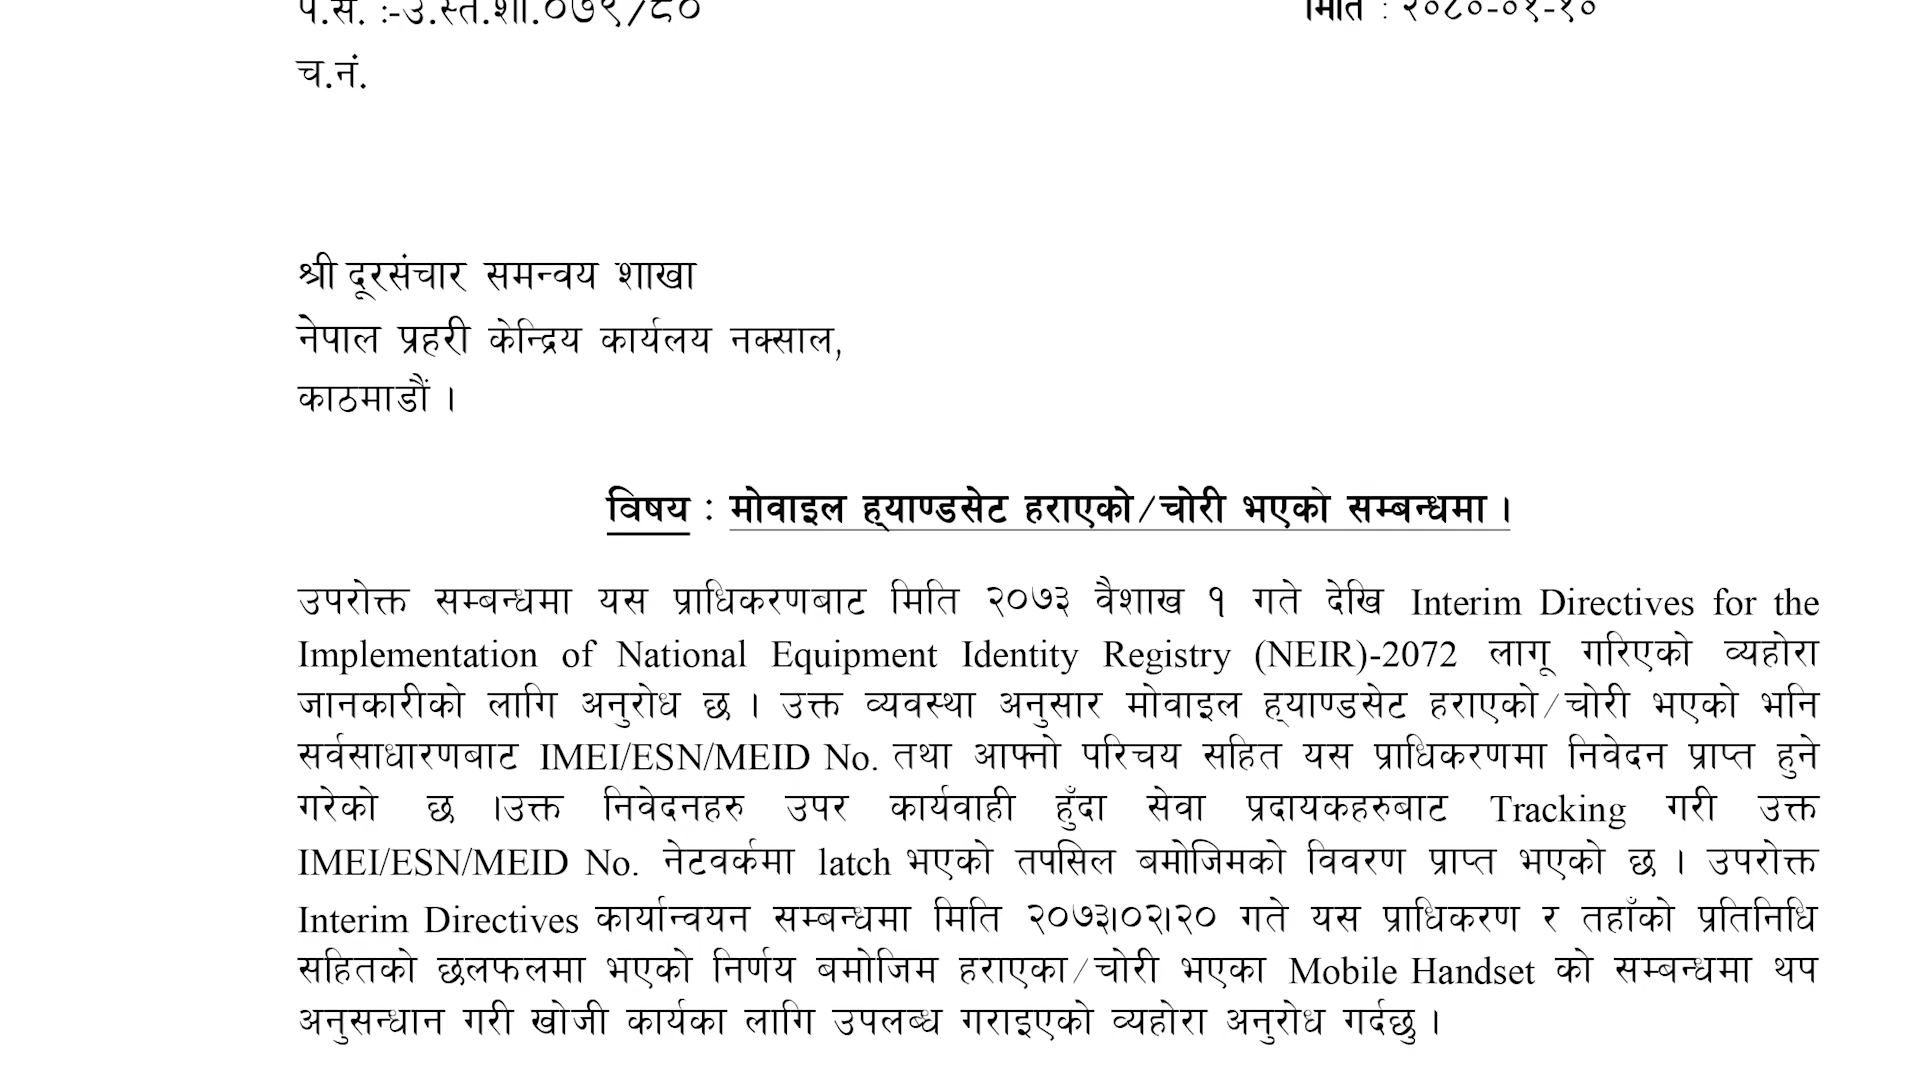 प.सं. :-उ.स्त.शा.०७९/८०
मिति : २०८०-०१-१०
च.नं.
श्री दूरसंचार समन्वय शाखा
नेपाल प्रहरी केन्द्रिय कार्यलय नक्साल,
काठमाडौं ।
विषय : मोवाइल ह्याण्डसेट हराएको/चोरी भएको सम्बन्धमा ।
उपरोक्त सम्बन्धमा यस प्राधिकरणबाट मिति २०७३ वैशाख १ गते देखि Interim Directives for the
Implementation of National Equipment Identity Registry (NEIR)-2072 लागू गरिएको व्यहोरा
जानकारीको लागि अनुरोध छ । उक्त व्यवस्था अनुसार मोवाइल ह्याण्डसेट हराएको/चोरी भएको भनि
सर्वसाधारणबाट IMEI/ESN/MEID No. तथा आफ्नो परिचय सहित यस प्राधिकरणमा निवेदन प्राप्त हुने
गरेको छ ।उक्त निवेदनहरु उपर कार्यवाही हुँदा सेवा प्रदायकहरुबाट Tracking गरी उक्त
IMEI/ESN/MEID No. नेटवर्कमा latch भएको तपसिल बमोजिमको विवरण प्राप्त भएको छ । उपरोक्त
Interim Directives कार्यान्वयन सम्बन्धमा मिति २०७३।०२।२० गते यस प्राधिकरण र तहाँको प्रतिनिधि
सहितको छलफलमा भएको निर्णय बमोजिम हराएका/चोरी भएका Mobile Handset को सम्बन्धमा थप
अनुसन्धान गरी खोजी कार्यका लागि उपलब्ध गराइएको व्यहोरा अनुरोध गर्दछु ।